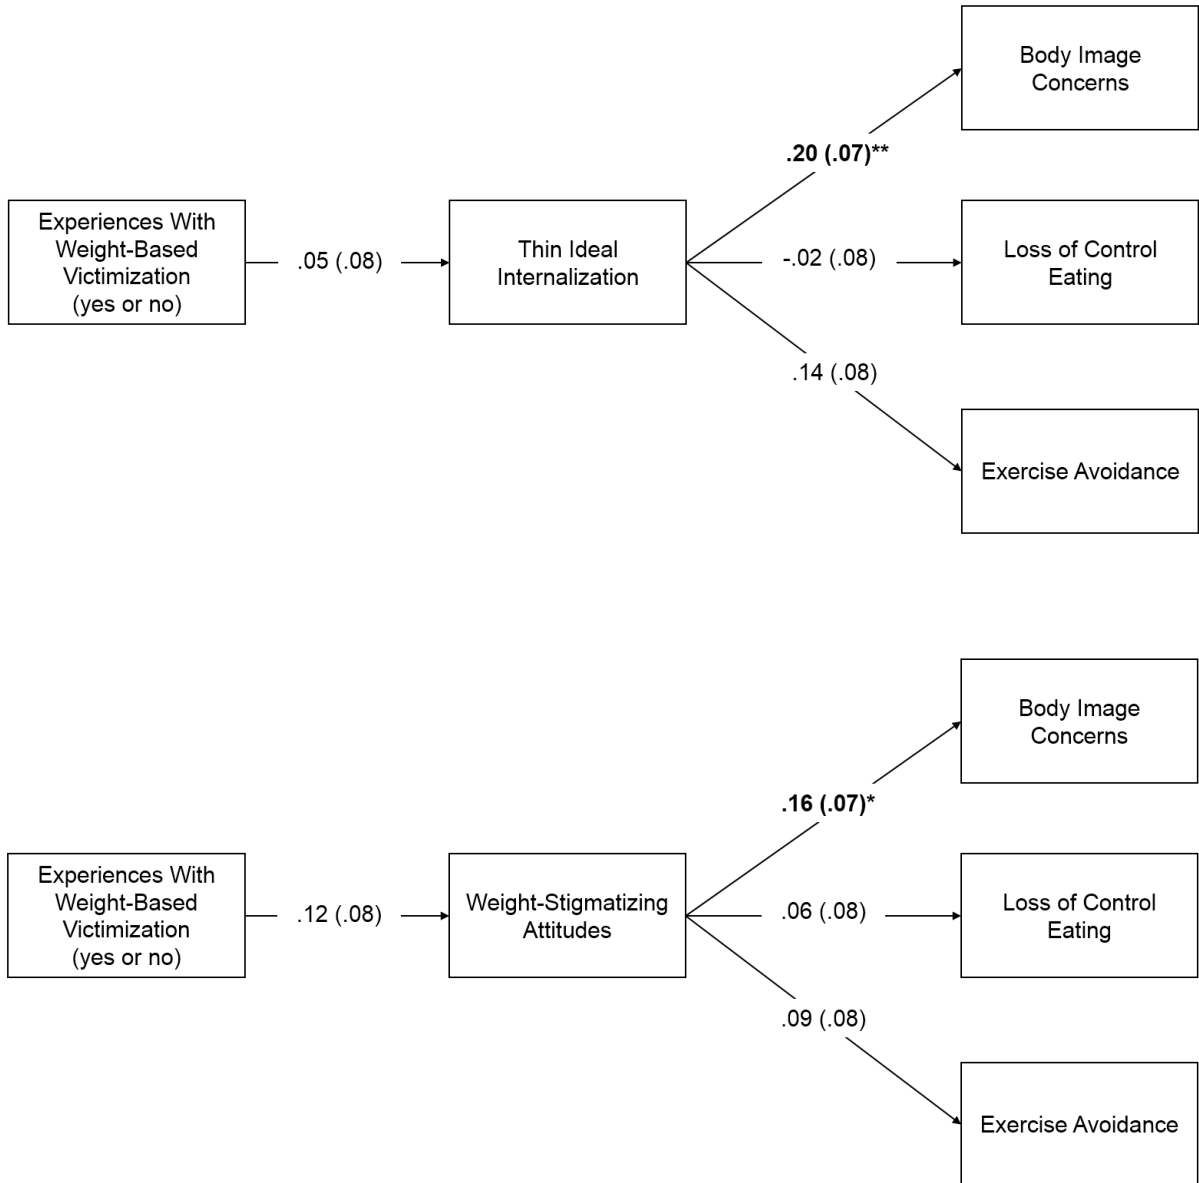 Body Image
Concerns
.20 (.07)**
Experiences With
Weight-Based
Victimization
(yes or no)
.05 (.08)
Thin Ideal
Internalization
-.02 (.08)
Loss of Control
Eating
.14 (.08)
Exercise Avoidance
Body Image
Concerns
.16 (.07)*
Experiences With
Weight-Based
Victimization
(yes or no)
.12 (.08)
Weight-Stigmatizing
Attitudes
.06 (.08)
Loss of Control
Eating
.09 (.08)
Exercise Avoidance